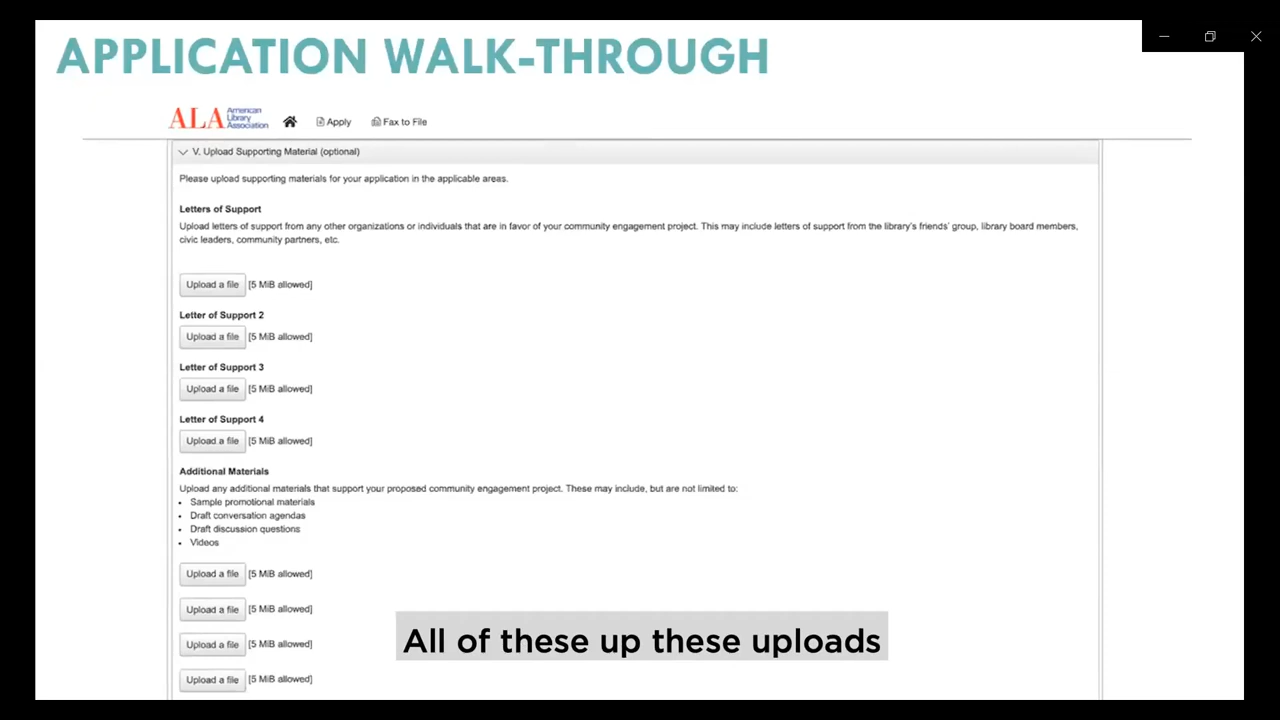 APPLICATION WALK-THROUGH
ALA American Library Association
Apply
Fax to File
V. Upload Supporting Material (optional)
Please upload supporting materials for your application in the applicable areas.
Letters of Support
Upload letters of support from any other organizations or individuals that are in favor of your community engagement project. This may include letters of support from the library's friends' group, library board members,
civic leaders, community partners, etc.
Upload a file [5 MiB allowed]
Letter of Support 2
Upload a file [5 MiB allowed]
Letter of Support 3
Upload a file [5 MiB allowed]
Letter of Support 4
Upload a file [5 MiB allowed]
Additional Materials
Upload any additional materials that support your proposed community engagement project. These may include, but are not limited to:
• Sample promotional materials
• Draft conversation agendas
• Draft discussion questions
• Videos
Upload a file [5 MiB allowed]
Upload a file [5 MiB allowed]
All of these up these uploads
Upload a file [5 MiB allowed]
Upload a file [5 MiB allowed]